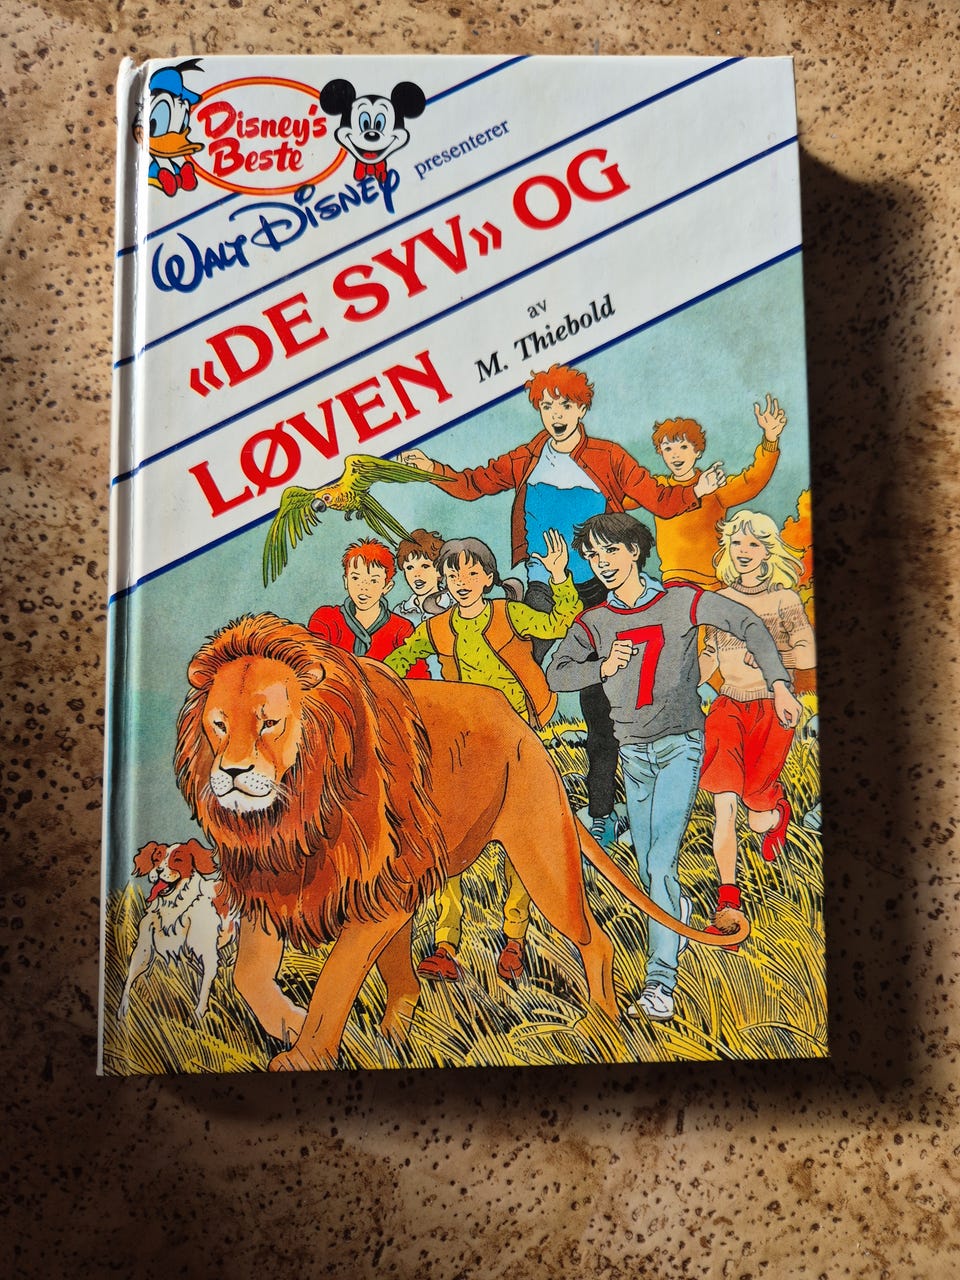 Disney's
Beste
WALT DISNEY presenterer
«DE SYV» OG
LØVEN
av
M. Thiebold
7